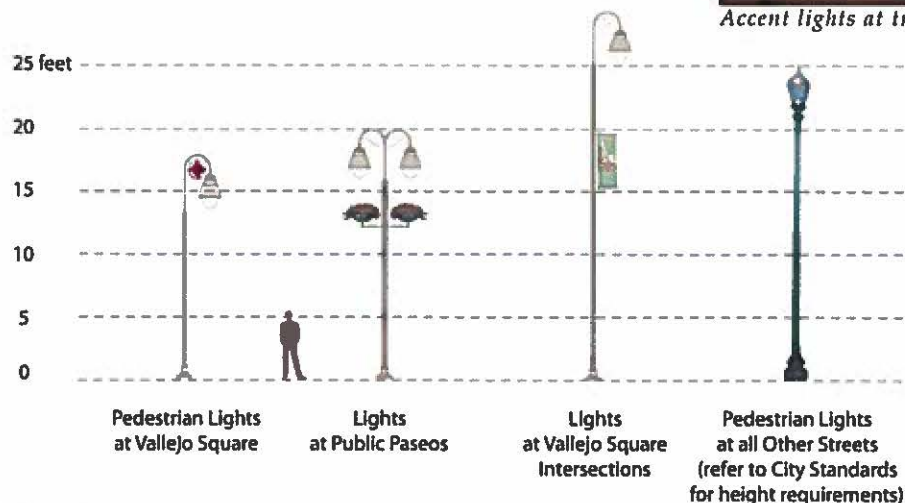 Accent lights at
25 feet
20
15
10
5
0
Pedestrian Lights
at Vallejo Square
Lights
at Public Paseos
Lights
at Vallejo Square
Intersections
Pedestrian Lights
at all Other Streets
(refer to City Standards
for height requirements)